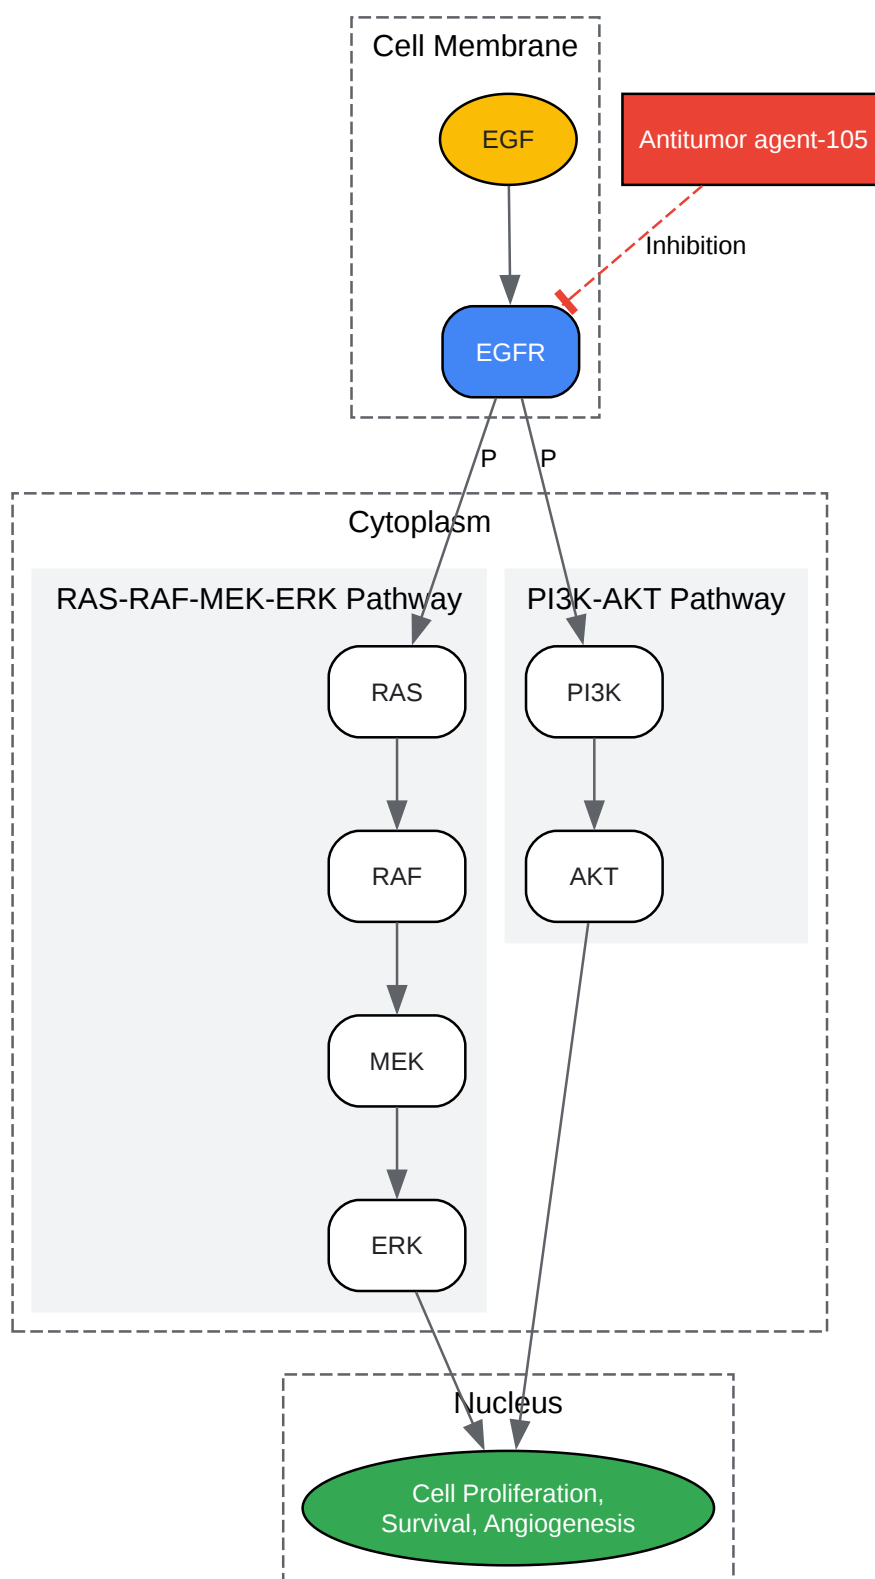 Cell Membrane
EGF
Antitumor agent-105
Inhibition
EGFR
P
P
Cytoplasm
RAS-RAF-MEK-ERK Pathway
PI3K-AKT Pathway
RAS
PI3K
RAF
AKT
MEK
ERK
Nucleus
Cell Proliferation,
Survival, Angiogenesis